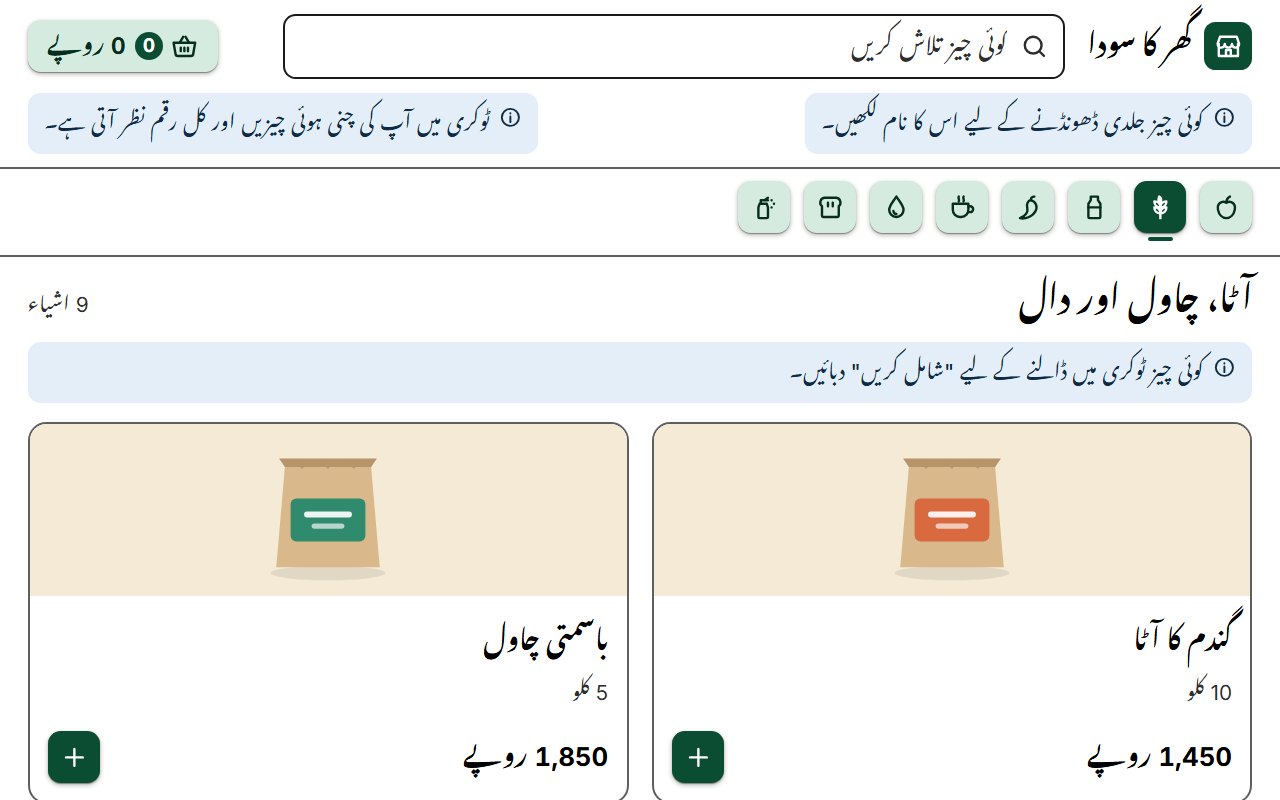 گھر کا سودا
کوئی چیز تلاش کریں
0 0 روپے
کوئی چیز جلدی ڈھونڈنے کے لیے اس کا نام لکھیں۔
ٹوکری میں آپ کی چنی ہوئی چیزیں اور کل رقم نظر آتی ہے۔
آٹا، چاول اور دال
9 اشیاء
کوئی چیز ٹوکری میں ڈالنے کے لیے "شامل کریں" دبائیں۔
گندم کا آٹا
10 کلو
1,450 روپے
باسمتی چاول
5 کلو
1,850 روپے